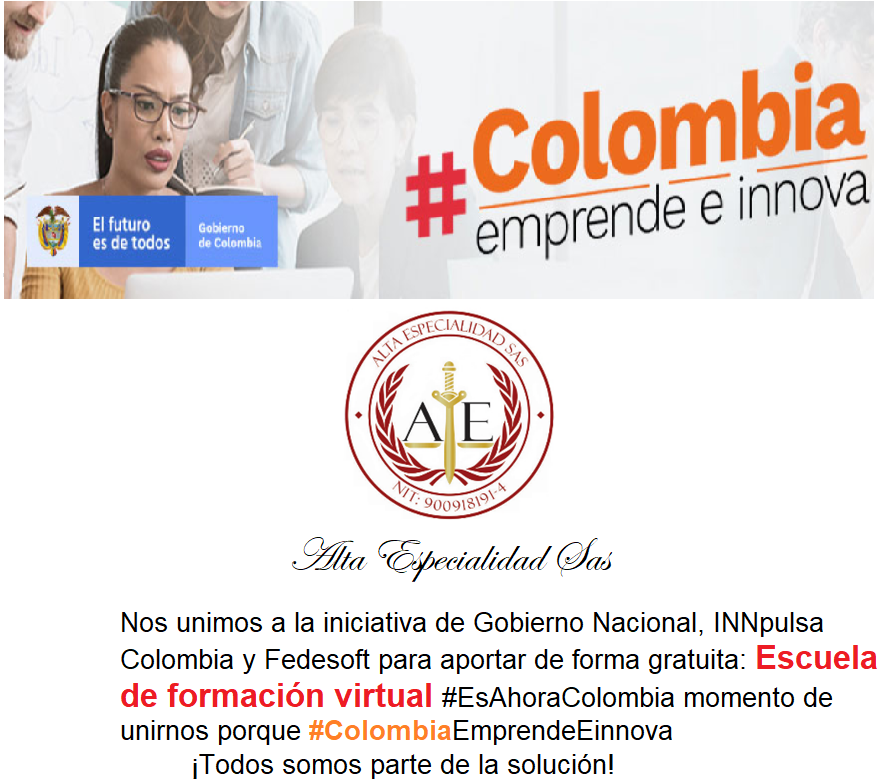 #Colombia
emprende e innova
El futuro
es de todos
Gobierno
de Colombia
ALTA ESPECIALIDAD SAS
A E
NIT: 900918191-4
Alta Especialidad Sas
Nos unimos a la iniciativa de Gobierno Nacional, INNpulsa
Colombia y Fedesoft para aportar de forma gratuita: Escuela
de formación virtual #EsAhoraColombia momento de
unirnos porque #ColombiaEmprendeEinnova
¡Todos somos parte de la solución!